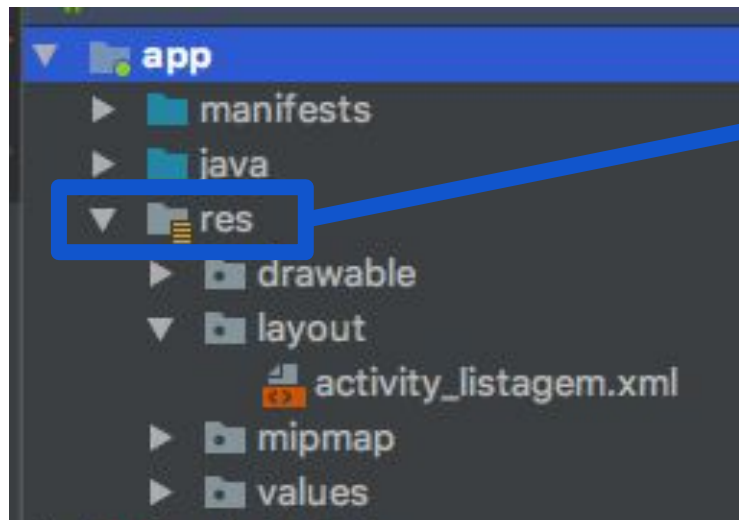 app
manifests
java
res
drawable
layout
activity_listagem.xml
mipmap
values